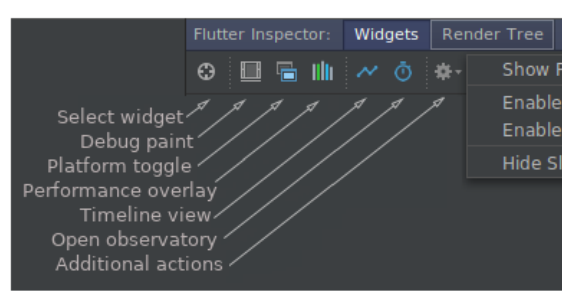 Flutter Inspector: Widgets Render Tree
Show
Enable
Enable
Hide
Select widget
Debug paint
Platform toggle
Performance overlay
Timeline view
Open observatory
Additional actions